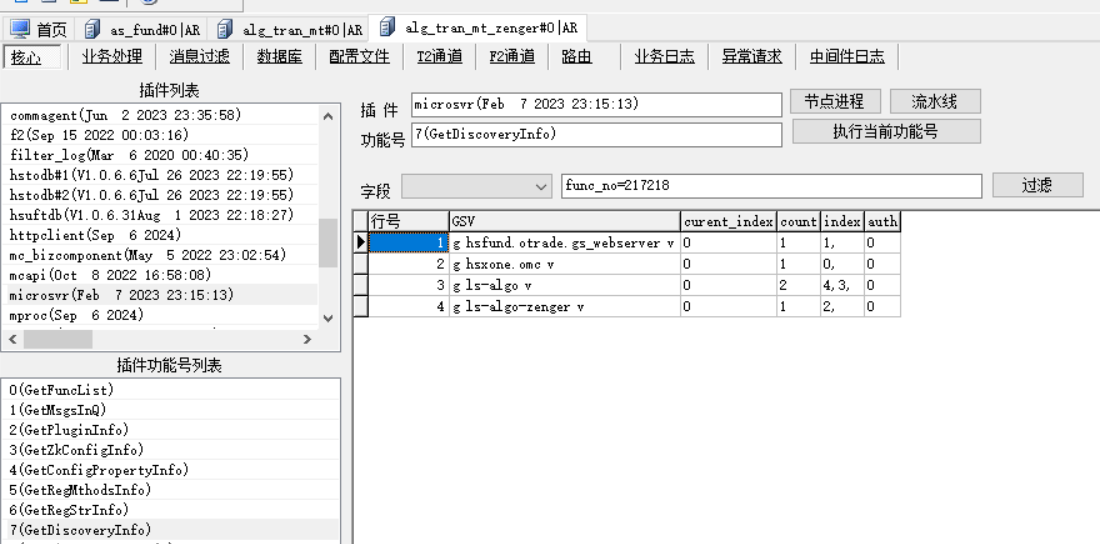 首页 as_fund#0|AR alg_tran_mt#0|AR alg_tran_mt_zenger#0|AR
核心 业务处理 消息过滤 数据库 配置文件 T2通道 F2通道 路由 业务日志 异常请求 中间件日志
插件列表
commagent(Jun  2 2023 23:35:58)
f2(Sep 15 2022 00:03:16)
filter_log(Mar  6 2020 00:40:35)
hstodb#1(V1.0.6.6Jul 26 2023 22:19:55)
hstodb#2(V1.0.6.6Jul 26 2023 22:19:55)
hsuftdb(V1.0.6.31Aug  1 2023 22:18:27)
httpclient(Sep  6 2024)
mc_bizcomponent(May  5 2022 23:02:54)
mcapi(Oct  8 2022 16:58:08)
microsvr(Feb  7 2023 23:15:13)
mproc(Sep  6 2024)
插件功能号列表
0(GetFuncList)
1(GetMsgsInQ)
2(GetPluginInfo)
3(GetZkConfigInfo)
4(GetConfigPropertyInfo)
5(GetRegMthodsInfo)
6(GetRegStrInfo)
7(GetDiscoveryInfo)
插 件 microsvr(Feb  7 2023 23:15:13) 节点进程 流水线
功能号 7(GetDiscoveryInfo) 执行当前功能号
字段 func_no=217218 过滤
行号 GSV curent_index count index auth
1 g hsfund.otrade.gs_webserver v 0 1 1, 0
2 g hsxone.omc v 0 1 0, 0
3 g ls-algo v 0 2 4,3, 0
4 g ls-algo-zenger v 0 1 2, 0